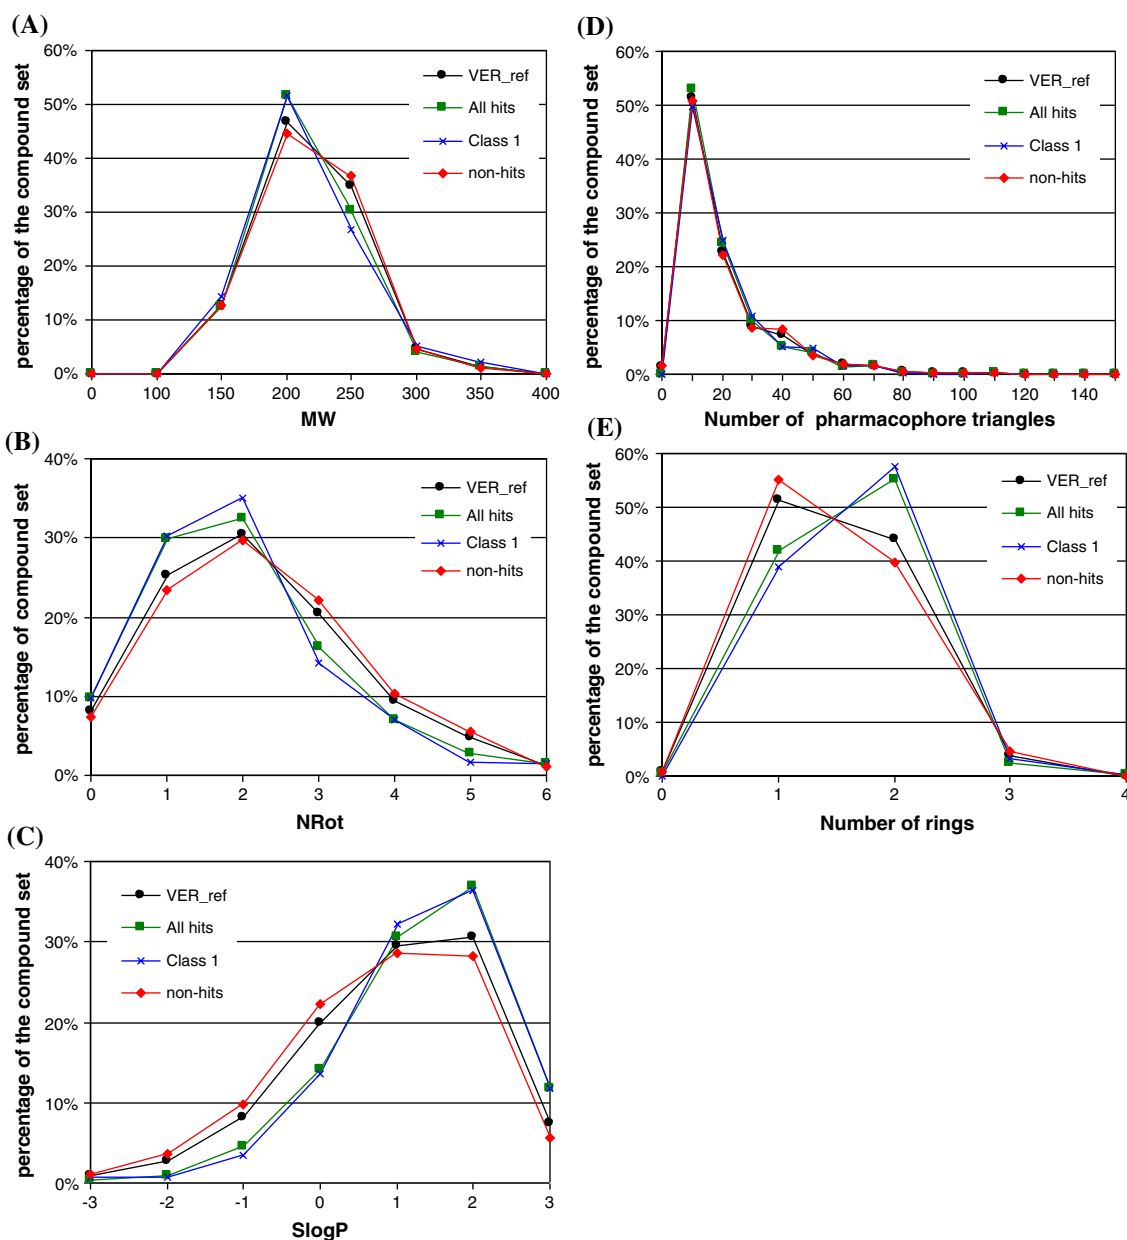 (A)
percentage of the compound set
60%
50%
40%
30%
20%
10%
0%
VER_ref
All hits
Class 1
non-hits
0 100 150 200 250 300 350 400
MW
(D)
percentage of the compound set
60%
50%
40%
30%
20%
10%
0%
VER_ref
All hits
Class 1
non-hits
0 20 40 60 80 100 120 140
Number of pharmacophore triangles
(B)
percentage of compound set
40%
30%
20%
10%
0%
VER_ref
All hits
Class 1
non-hits
0 1 2 3 4 5 6
NRot
(E)
percentage of the compound set
60%
50%
40%
30%
20%
10%
0%
VER_ref
All hits
Class 1
non-hits
0 1 2 3 4
Number of rings
(C)
percentage of the compound set
40%
30%
20%
10%
0%
VER_ref
All hits
Class 1
non-hits
-3 -2 -1 0 1 2 3
SlogP